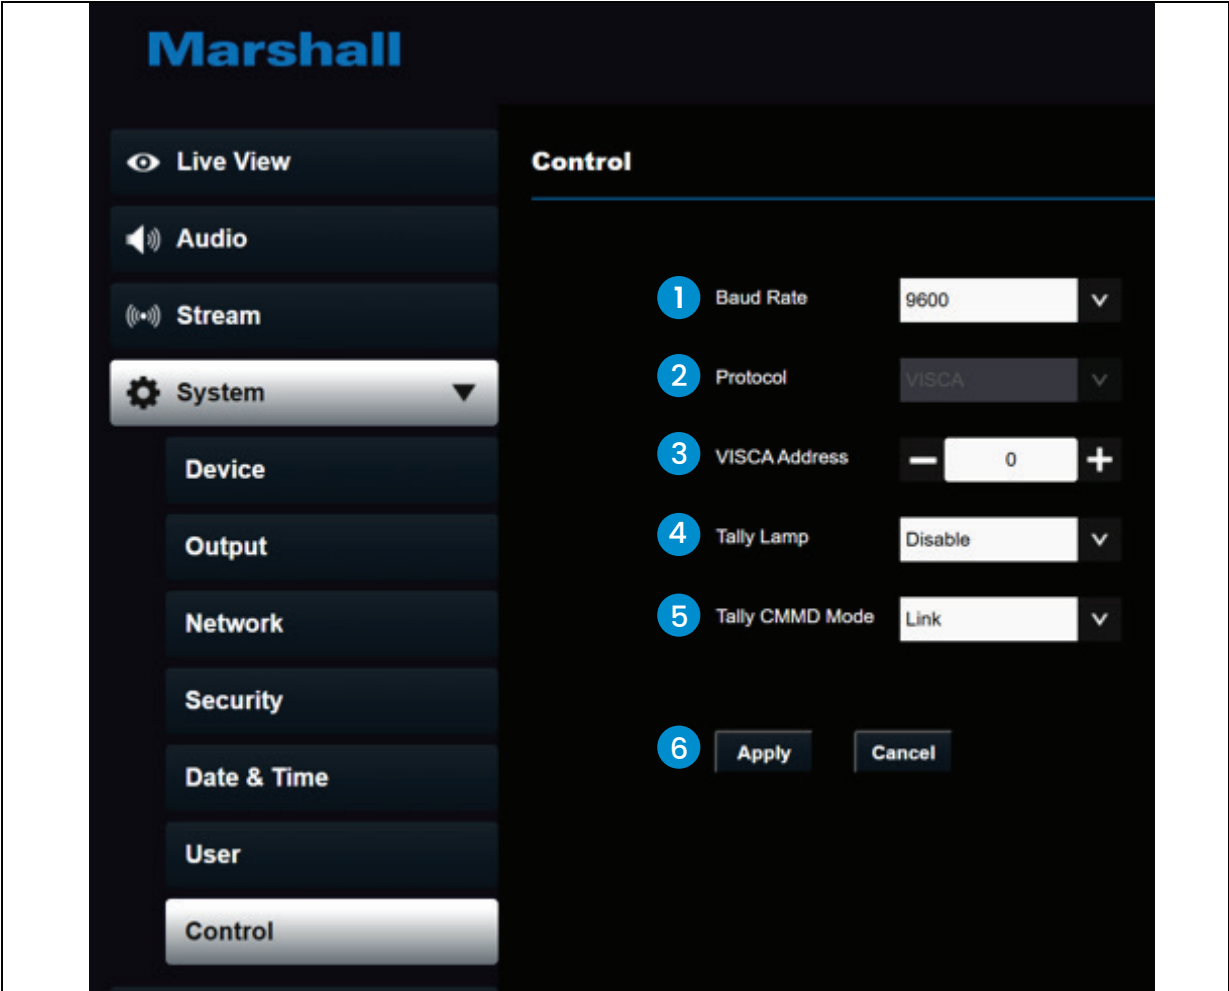 Marshall
Live View
Audio
Stream
System
Device
Output
Network
Security
Date & Time
User
Control
Control
1 Baud Rate 9600
2 Protocol VISCA
3 VISCA Address 0
4 Tally Lamp Disable
5 Tally CMMD Mode Link
6 Apply Cancel